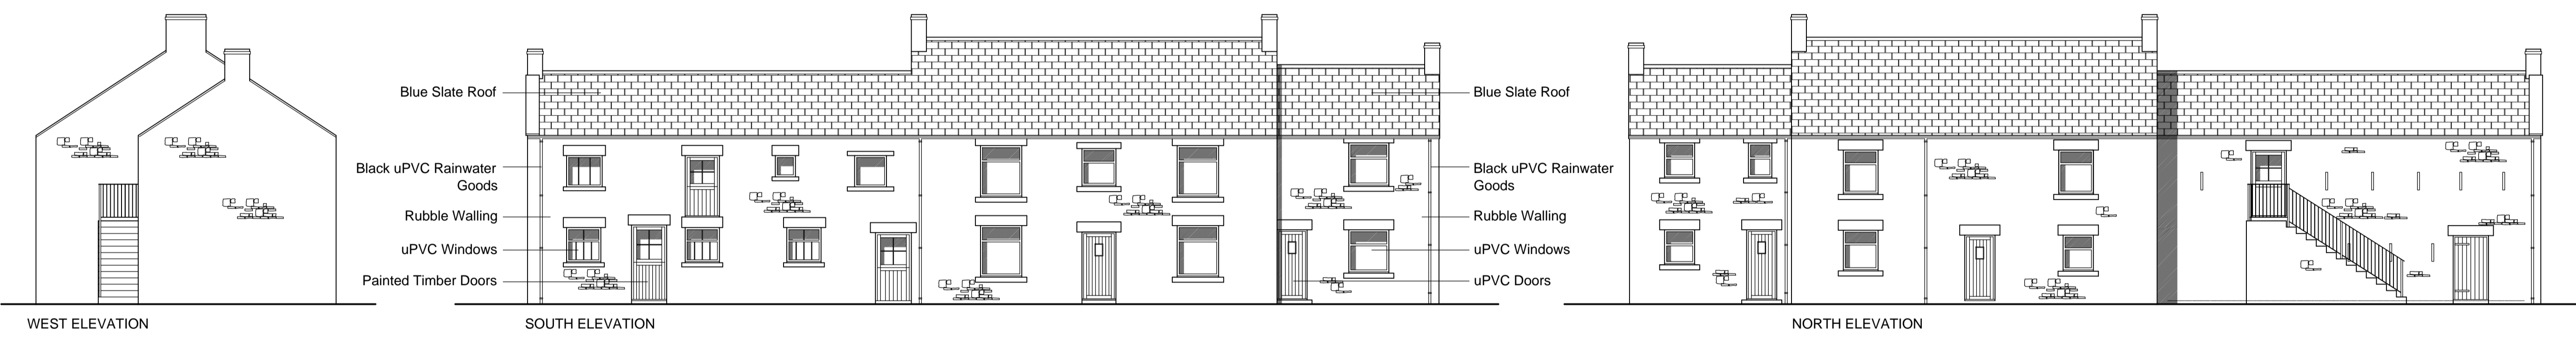 Blue Slate Roof
Black uPVC Rainwater
Goods
Rubble Walling
uPVC Windows
Painted Timber Doors
Blue Slate Roof
Black uPVC Rainwater
Goods
Rubble Walling
uPVC Windows
uPVC Doors
WEST ELEVATION
SOUTH ELEVATION
NORTH ELEVATION